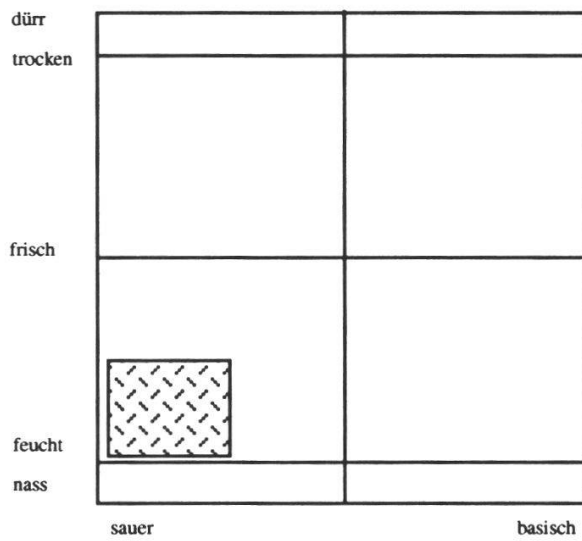 dürr
trocken
frisch
feucht
nass
sauer basisch